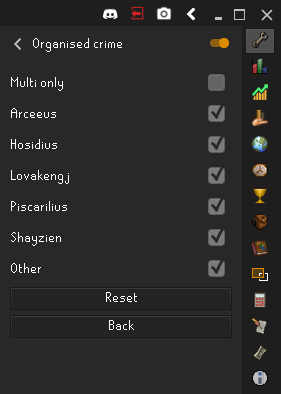 Organised crime
Multi only
Arceeus
Hosidius
Lovakengj
Piscarilius
Shayzien
Other
Reset
Back